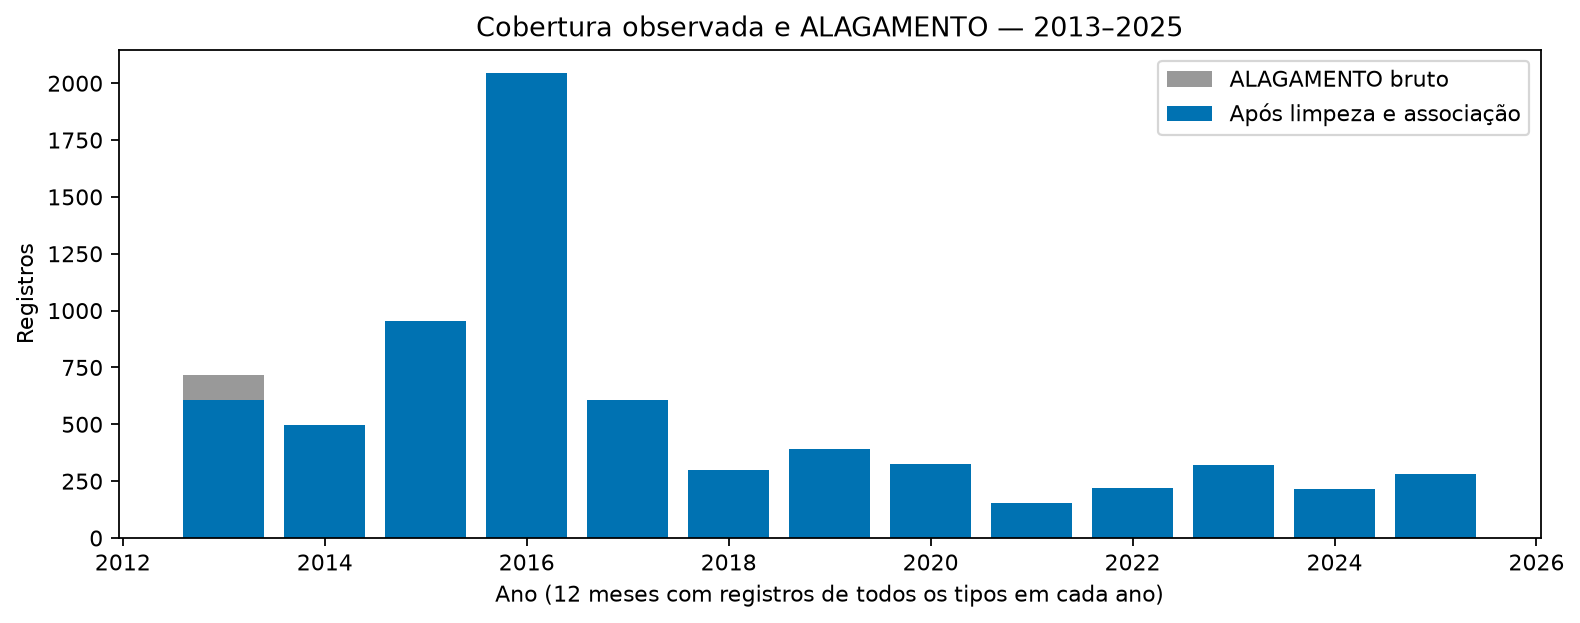 Cobertura observada e ALAGAMENTO — 2013–2025
ALAGAMENTO bruto
Após limpeza e associação
Registros
2000
1750
1500
1250
1000
750
500
250
0
2012 2014 2016 2018 2020 2022 2024 2026
Ano (12 meses com registros de todos os tipos em cada ano)